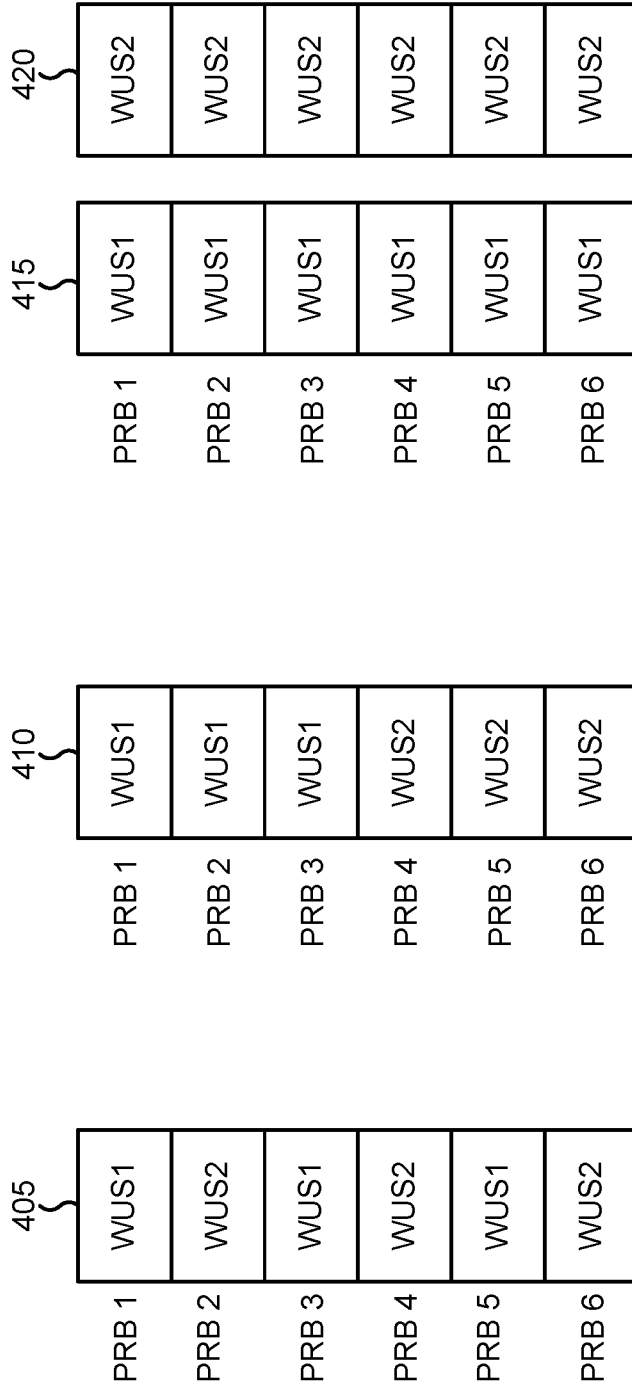 405
PRB 1 WUS1
PRB 2 WUS2
PRB 3 WUS1
PRB 4 WUS2
PRB 5 WUS1
PRB 6 WUS2
410
PRB 1 WUS1
PRB 2 WUS1
PRB 3 WUS1
PRB 4 WUS2
PRB 5 WUS2
PRB 6 WUS2
415 420
PRB 1 WUS1 WUS2
PRB 2 WUS1 WUS2
PRB 3 WUS1 WUS2
PRB 4 WUS1 WUS2
PRB 5 WUS1 WUS2
PRB 6 WUS1 WUS2